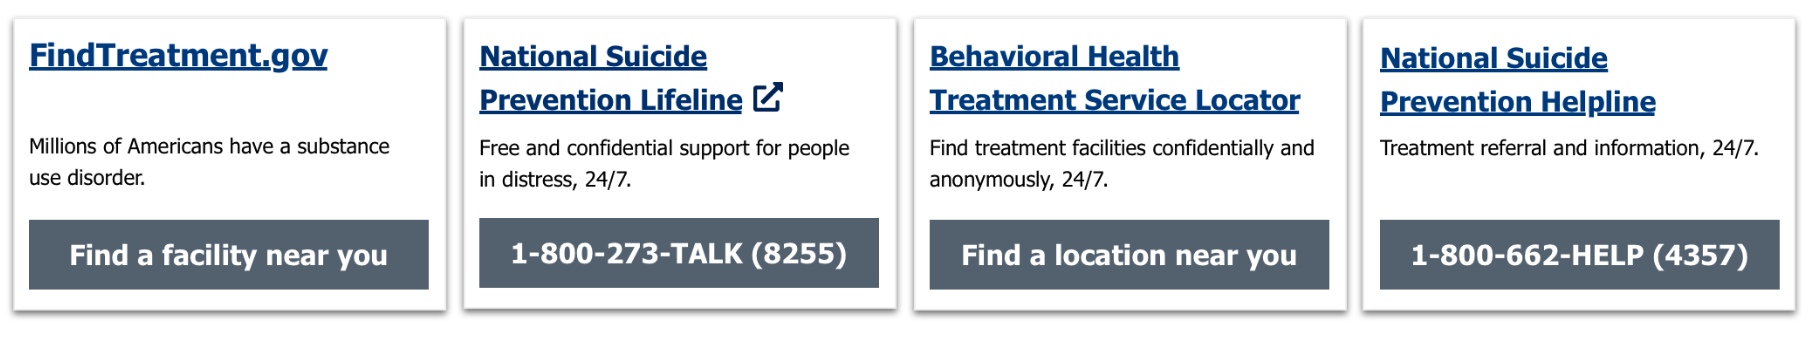 FindTreatment.gov
Millions of Americans have a substance
use disorder.
Find a facility near you
National Suicide
Prevention Lifeline
Free and confidential support for people
in distress, 24/7.
1-800-273-TALK (8255)
Behavioral Health
Treatment Service Locator
Find treatment facilities confidentially and
anonymously, 24/7.
Find a location near you
National Suicide
Prevention Helpline
Treatment referral and information, 24/7.
1-800-662-HELP (4357)